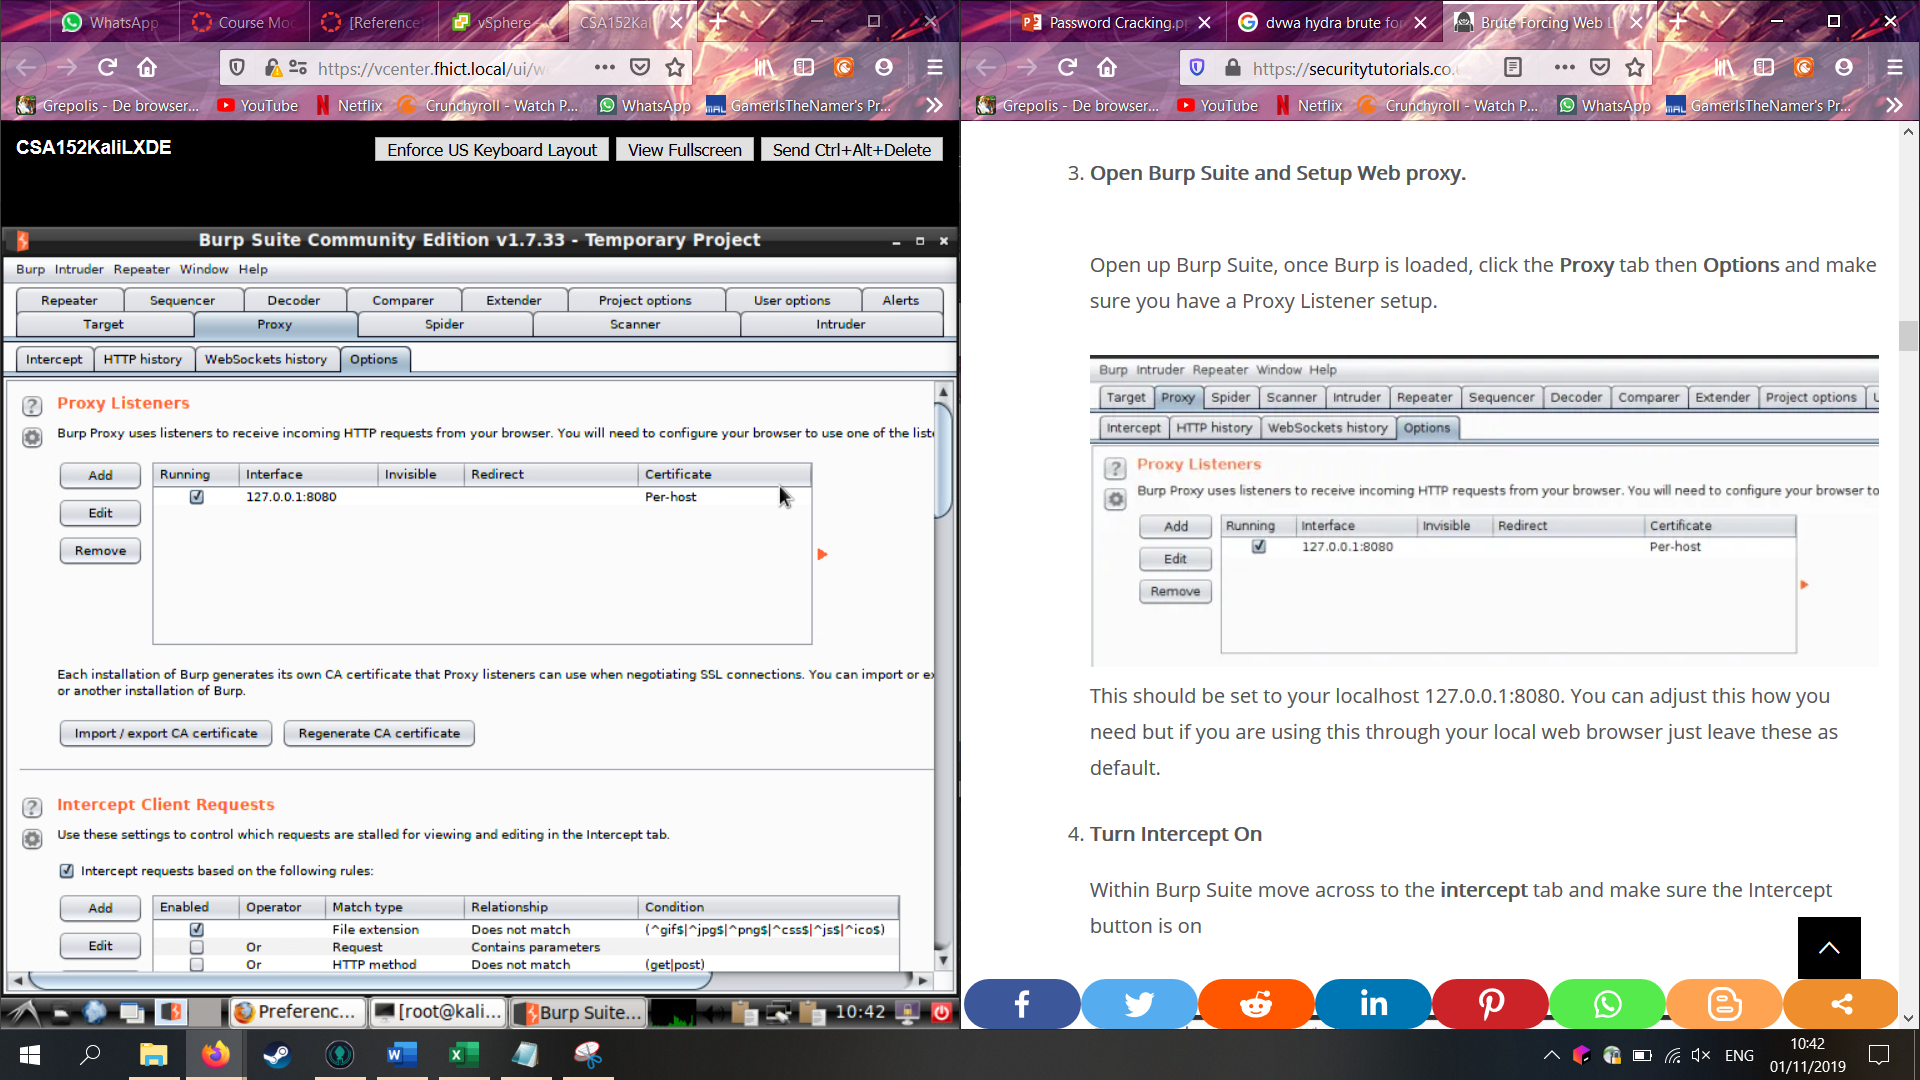 WhatsApp
Course Mo
[Reference
vSphere -
CSA152Kal
https://vcenter.fhict.local/ui/w
Grepolis - De browser...
YouTube
Netflix
Crunchyroll - Watch P...
WhatsApp
GamerIsTheNamer's Pr...
CSA152KaliLXDE
Enforce US Keyboard Layout
View Fullscreen
Send Ctrl+Alt+Delete
Burp Suite Community Edition v1.7.33 - Temporary Project
Burp Intruder Repeater Window Help
Repeater Sequencer Decoder Comparer Extender Project options User options Alerts
Target Proxy Spider Scanner Intruder
Intercept HTTP history WebSockets history Options
Proxy Listeners
Burp Proxy uses listeners to receive incoming HTTP requests from your browser. You will need to configure your browser to use one of the liste
Add
Edit
Remove
Running Interface Invisible Redirect Certificate
127.0.0.1:8080 Per-host
Each installation of Burp generates its own CA certificate that Proxy listeners can use when negotiating SSL connections. You can import or ex
or another installation of Burp.
Import / export CA certificate
Regenerate CA certificate
Intercept Client Requests
Use these settings to control which requests are stalled for viewing and editing in the Intercept tab.
Intercept requests based on the following rules:
Add
Edit
Enabled Operator Match type Relationship Condition
File extension Does not match (^gif$|^jpg$|^png$|^css$|^js$|^ico$)
Or Request Contains parameters
Or HTTP method Does not match (get|post)
Preferenc...
[root@kali...
Burp Suite...
10:42
Password Cracking.pp
dvwa hydra brute fo
Brute Forcing Web L
https://securitytutorials.co.
Grepolis - De browser...
YouTube
Netflix
Crunchyroll - Watch P...
WhatsApp
GamerIsTheNamer's Pr...
3. Open Burp Suite and Setup Web proxy.
Open up Burp Suite, once Burp is loaded, click the Proxy tab then Options and make
sure you have a Proxy Listener setup.
Burp Intruder Repeater Window Help
Target Proxy Spider Scanner Intruder Repeater Sequencer Decoder Comparer Extender Project options U
Intercept HTTP history WebSockets history Options
Proxy Listeners
Burp Proxy uses listeners to receive incoming HTTP requests from your browser. You will need to configure your browser to
Add
Edit
Remove
Running Interface Invisible Redirect Certificate
127.0.0.1:8080 Per-host
This should be set to your localhost 127.0.0.1:8080. You can adjust this how you
need but if you are using this through your local web browser just leave these as
default.
4. Turn Intercept On
Within Burp Suite move across to the intercept tab and make sure the Intercept
button is on
ENG
10:42
01/11/2019